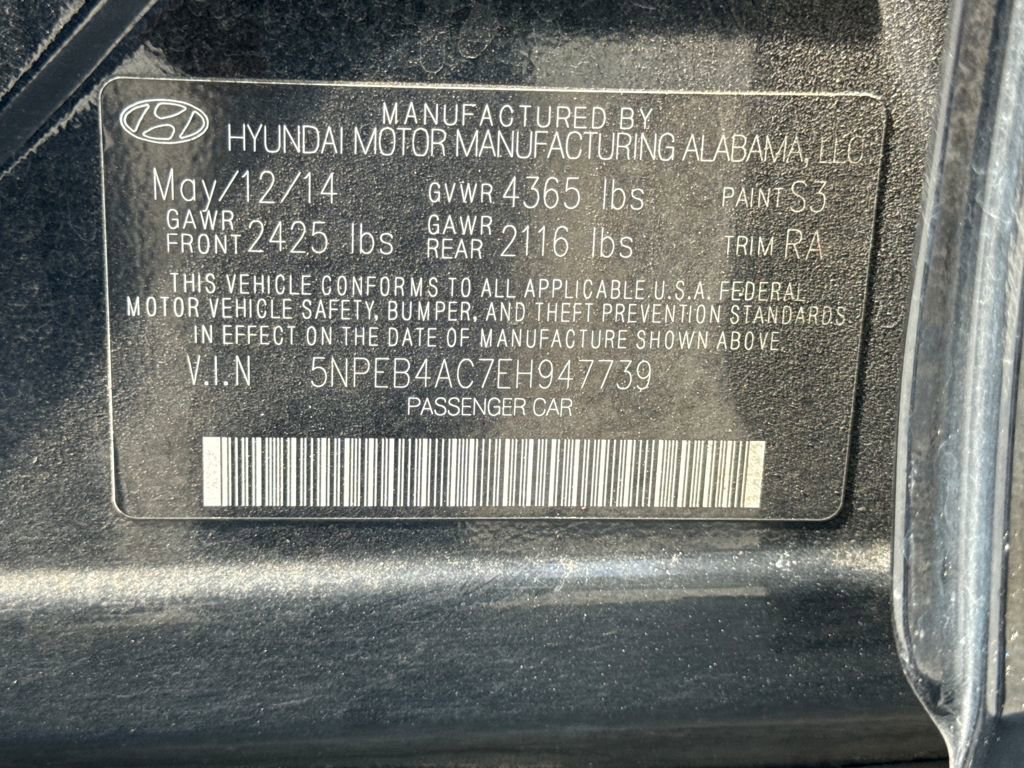 MANUFACTURED BY
HYUNDAI MOTOR MANUFACTURING ALABAMA, LLC
May/12/14 GVWR 4365 lbs PAINT S3
GAWR FRONT 2425 lbs GAWR REAR 2116 lbs TRIM RA
THIS VEHICLE CONFORMS TO ALL APPLICABLE U.S.A. FEDERAL
MOTOR VEHICLE SAFETY, BUMPER, AND THEFT PREVENTION STANDARDS
IN EFFECT ON THE DATE OF MANUFACTURE SHOWN ABOVE.
V.I.N 5NPEB4AC7EH947739
PASSENGER CAR